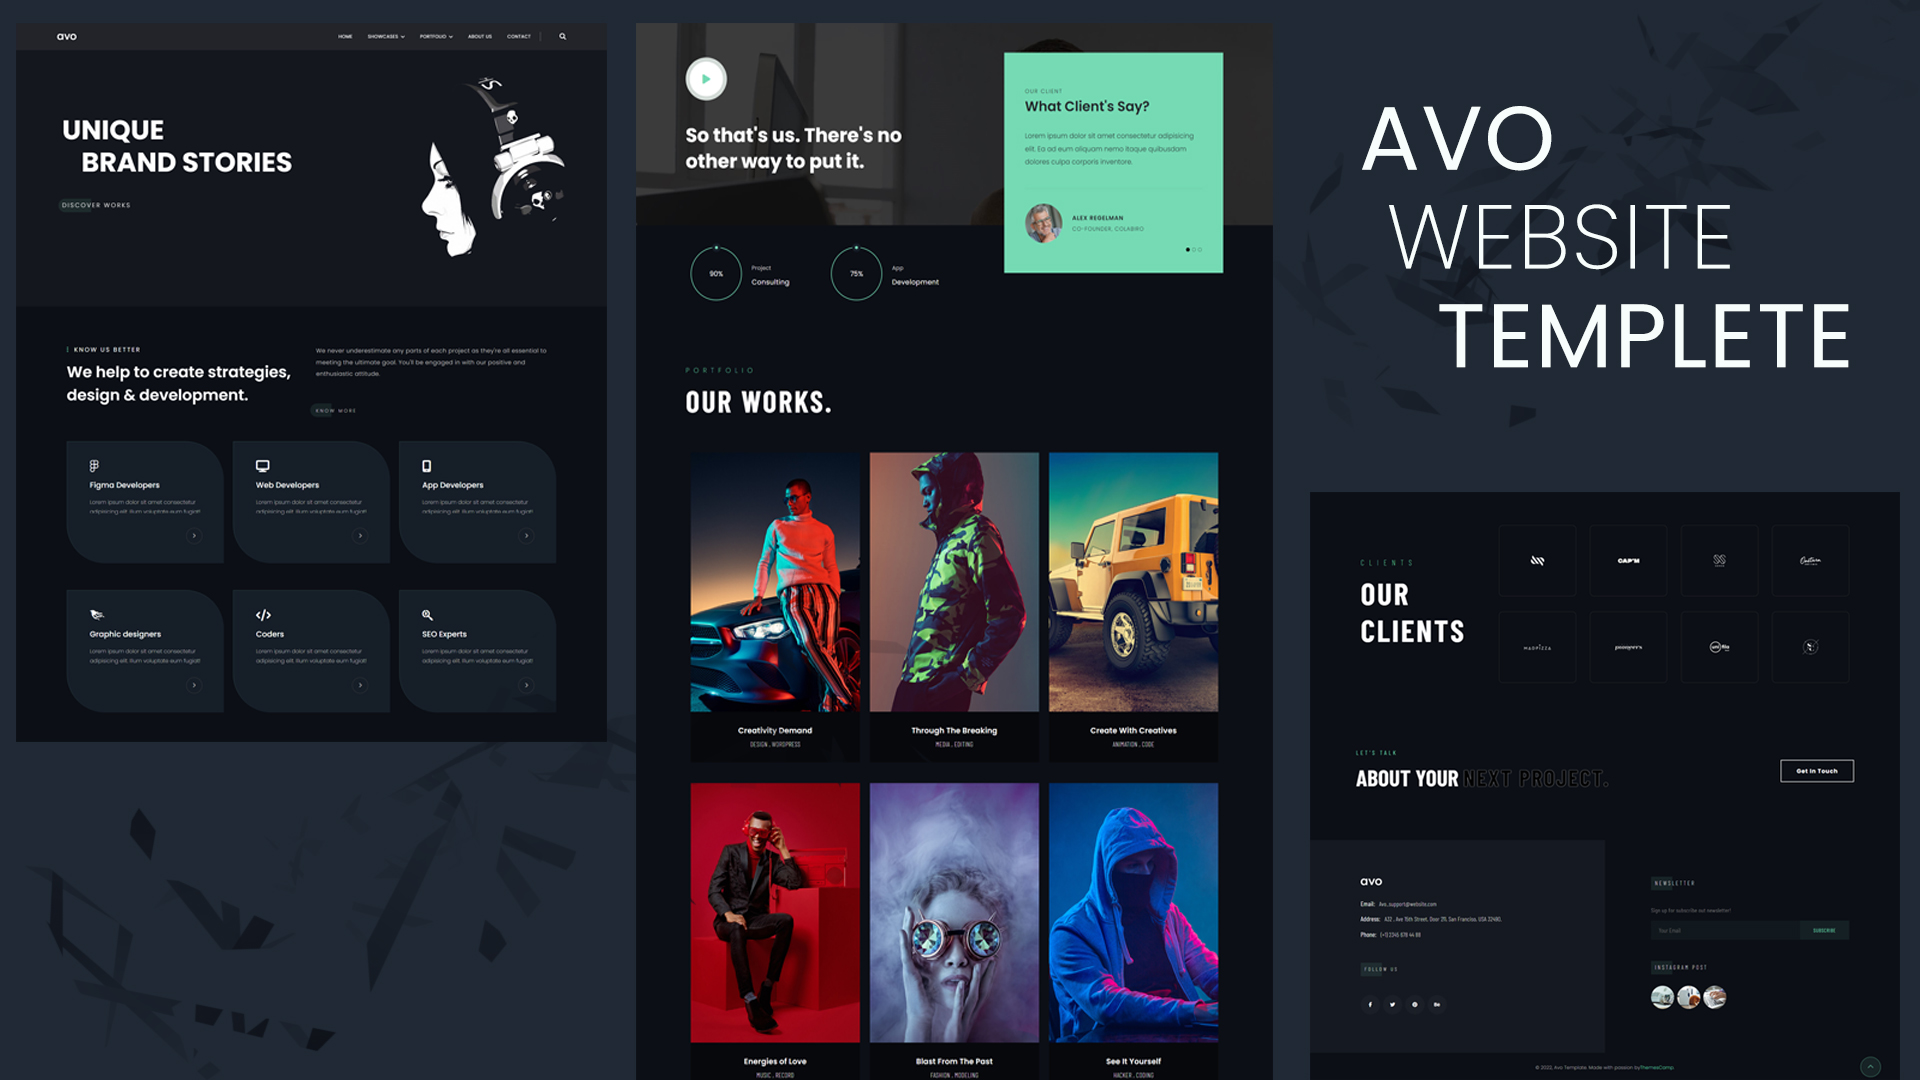 avo
HOME SHOWCASES PORTFOLIO ABOUT US CONTACT
UNIQUE
BRAND STORIES
DISCOVER WORKS
KNOW US BETTER
We help to create strategies,
design & development.
We never underestimate any parts of each project as they're all essential to
meeting the ultimate goal. You'll be engaged in with our positive and
enthusiastic attitude.
KNOW MORE
Figma Developers
Lorem ipsum dolor sit amet consectetur
adipisicing elit. Illum voluptate eum fugiat!
Web Developers
Lorem ipsum dolor sit amet consectetur
adipisicing elit. Illum voluptate eum fugiat!
App Developers
Lorem ipsum dolor sit amet consectetur
adipisicing elit. Illum voluptate eum fugiat!
Graphic designers
Lorem ipsum dolor sit amet consectetur
adipisicing elit. Illum voluptate eum fugiat!
Coders
Lorem ipsum dolor sit amet consectetur
adipisicing elit. Illum voluptate eum fugiat!
SEO Experts
Lorem ipsum dolor sit amet consectetur
adipisicing elit. Illum voluptate eum fugiat!
So that's us. There's no
other way to put it.
OUR CLIENT
What Client's Say?
Lorem ipsum dolor sit amet consectetur adipisicing
elit. Ea ad eum aliquam nemo itaque quibusdam
dolores culpa corporis inventore.
ALEX REGELMAN
CO-FOUNDER, COLABRIO
90%
Project
Consulting
75%
App
Development
PORTFOLIO
OUR WORKS.
Creativity Demand
DESIGN , WORDPRESS
Through The Breaking
MEDIA , EDITING
Create With Creatives
ANIMATION , CODE
Energies of Love
MUSIC , RECORD
Blast From The Past
FASHION , MODELING
See It Yourself
HACKER , CODING
AVO
WEBSITE
TEMPLETE
CLIENTS
OUR
CLIENTS
CAP'M
MADPIZZA
LET'S TALK
ABOUT YOUR NEXT PROJECT.
Get In Touch
avo
Email: Avo_support@website.com
Address: A32 , Ave 15th Street, Door 211, San Franciso, USA 32490.
Phone: (+1) 2345 678 44 88
FOLLOW US
NEWSLETTER
Sign up for subscribe out newsletter!
Your Email
SUBSCRIBE
INSTAGRAM POST
© 2023, Avo Template. Made with passion by ThemesCamp